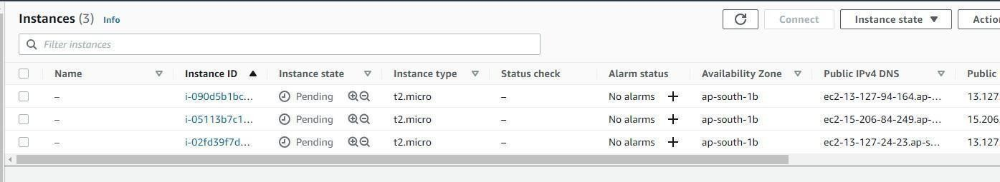 Instances (3) Info Connect Instance state Actio
Filter instances
Name Instance ID Instance state Instance type Status check Alarm status Availability Zone Public IPv4 DNS Public
– i-090d5b1bc... Pending t2.micro – No alarms + ap-south-1b ec2-13-127-94-164.ap-... 13.127
– i-05113b7c1... Pending t2.micro – No alarms + ap-south-1b ec2-15-206-84-249.ap-... 15.206
– i-02fd39f7d... Pending t2.micro – No alarms + ap-south-1b ec2-13-127-24-23.ap-s... 13.127